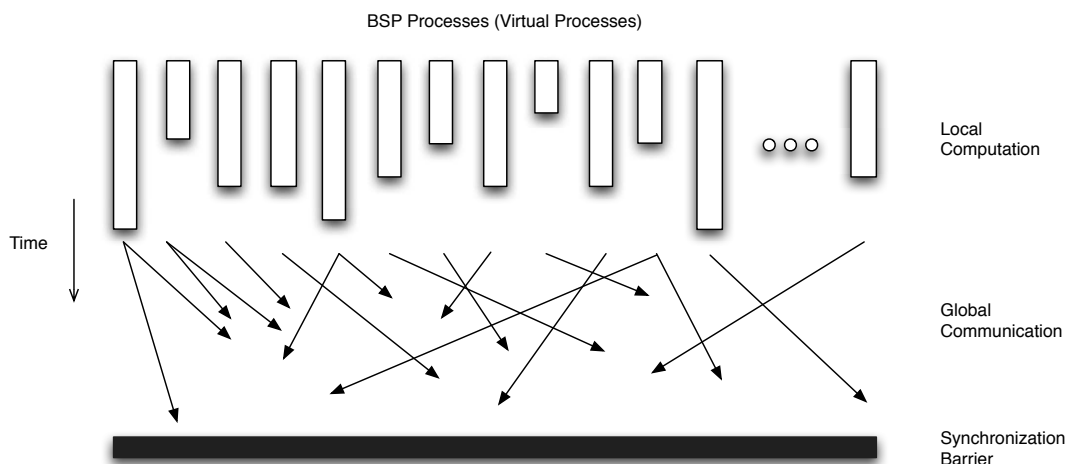 BSP Processes (Virtual Processes)
Local
Computation
Time
Global
Communication
Synchronization
Barrier